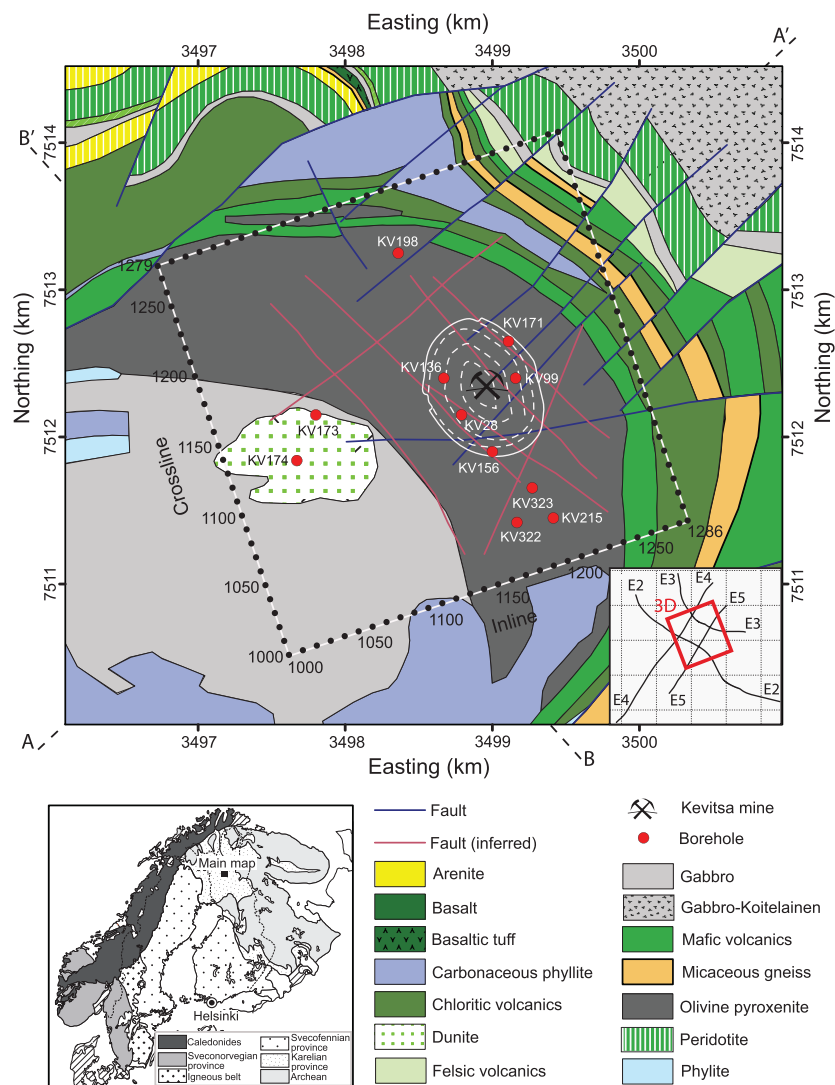 Easting (km)
A'
3497
3498
3499
3500
B'
7514
7514
KV198
1279
7513
7513
1250
KV171
Northing (km)
Northing (km)
1200
KV136
KV99
KV28
7512
7512
1150
KV173
KV174
KV156
Crossline
KV323
1100
KV215
KV322
1286
1250
1200
7511
7511
1050
1150
1100
Inline
1050
1000
1000
E2
E3
E4
3D
E5
E3
E4
E5
E2
A
3497
3498
3499
3500
B
Easting (km)
Main map
Helsinki
Caledonides
Sveconorvegian
province
Igneous belt
Svecofennian
province
Karelian
province
Archean
Fault
Fault (inferred)
Arenite
Basalt
Basaltic tuff
Carbonaceous phyllite
Chloritic volcanics
Dunite
Felsic volcanics
Kevitsa mine
Borehole
Gabbro
Gabbro-Koitelainen
Mafic volcanics
Micaceous gneiss
Olivine pyroxenite
Peridotite
Phylite